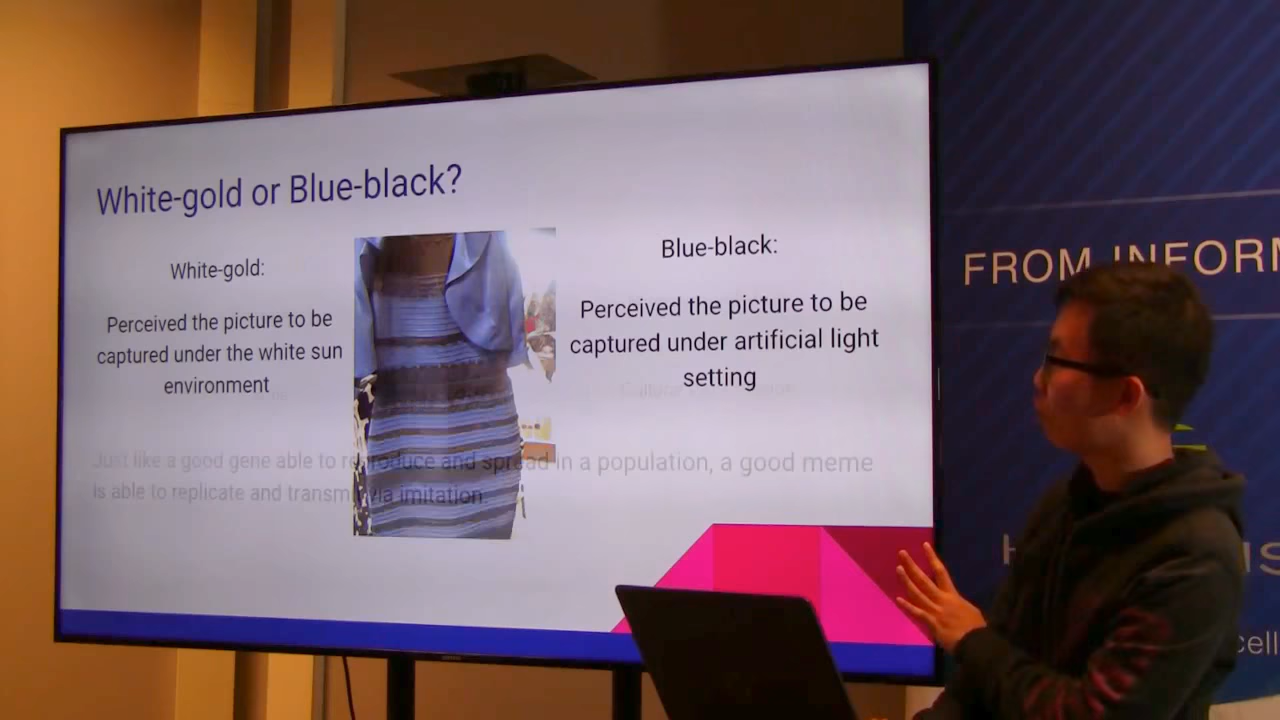 White-gold or Blue-black?
White-gold:
Perceived the picture to be
captured under the white sun
environment
Blue-black:
Perceived the picture to be
captured under artificial light
setting
Just like a good gene able to reproduce and spread in a population, a good meme
is able to replicate and transmit via imitation
FROM INFORM
cell